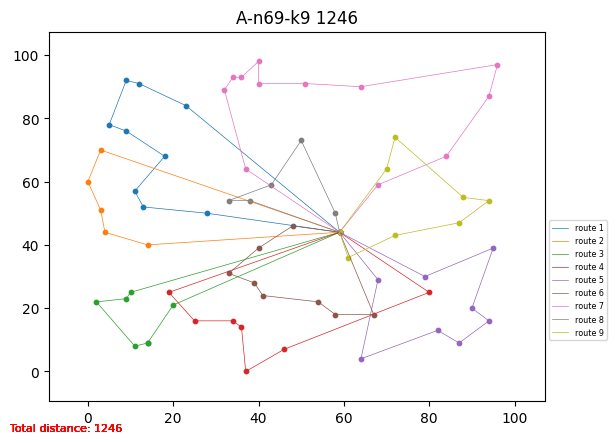 A-n69-k9 1246
100
80
60
40
20
0
0 20 40 60 80 100
route 1
route 2
route 3
route 4
route 5
route 6
route 7
route 8
route 9
Total distance: 1246